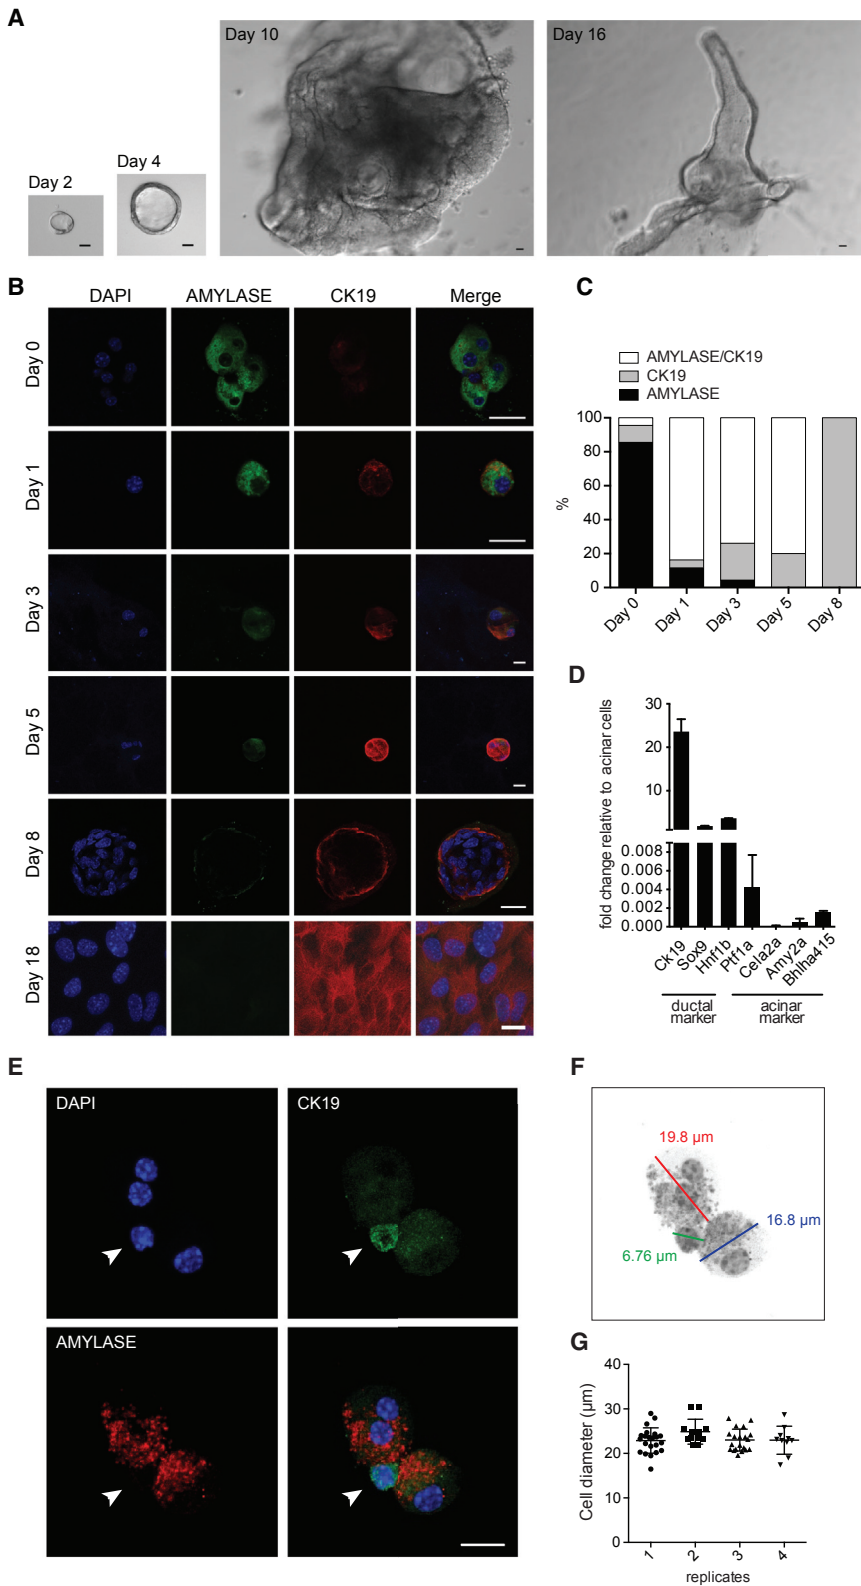 A
Day 2
Day 4
Day 10
Day 16
B
DAPI AMYLASE CK19 Merge
Day 0
Day 1
Day 3
Day 5
Day 8
Day 18
C
AMYLASE/CK19
CK19
AMYLASE
100
80
60
40
20
0
%
Day 0 Day 1 Day 3 Day 5 Day 8
D
fold change relative to acinar cells
30
20
10
0.008
0.006
0.004
0.002
0.000
Ck19 Sox9 Hnf1b Ptf1a Cela2a Amy2a Bhlha415
ductal marker
acinar marker
E
DAPI
CK19
AMYLASE
F
19.8 µm
16.8 µm
6.76 µm
G
Cell diameter (µm)
40
30
20
10
0
1 2 3 4
replicates